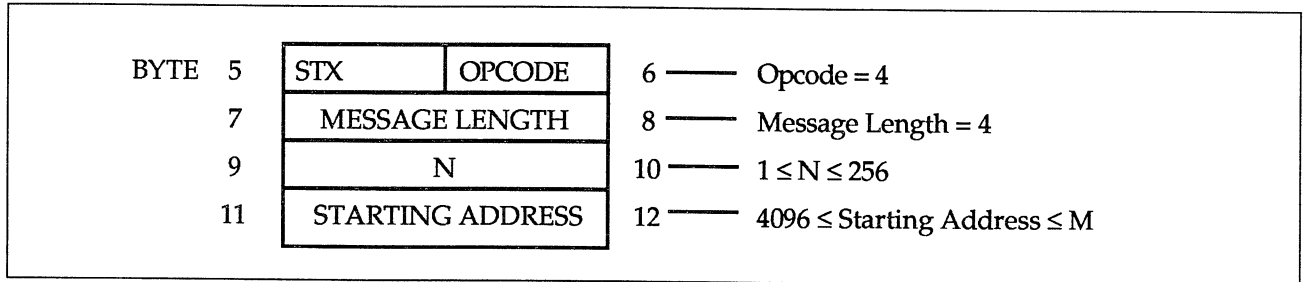 BYTE 5 STX OPCODE 6 Opcode = 4
7 MESSAGE LENGTH 8 Message Length = 4
9 N 10 1 ≤ N ≤ 256
11 STARTING ADDRESS 12 4096 ≤ Starting Address ≤ M